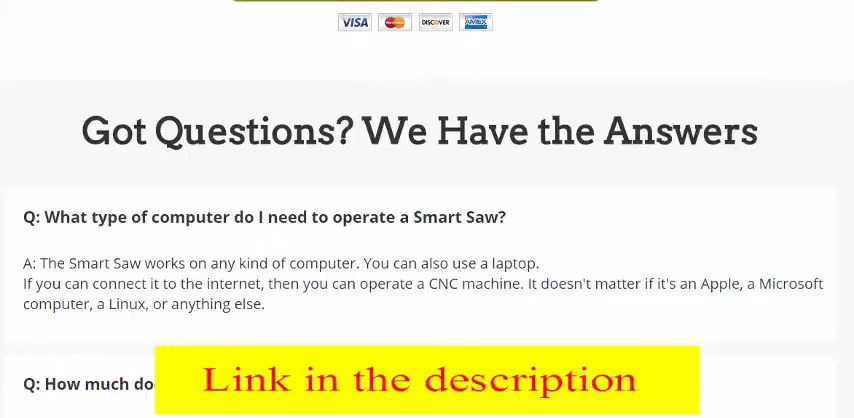 VISA MasterCard DISCOVER AMEX
Got Questions? We Have the Answers
Q: What type of computer do I need to operate a Smart Saw?
A: The Smart Saw works on any kind of computer. You can also use a laptop.
If you can connect it to the internet, then you can operate a CNC machine. It doesn't matter if it's an Apple, a Microsoft
computer, a Linux, or anything else.
Q: How much do
Link in the description